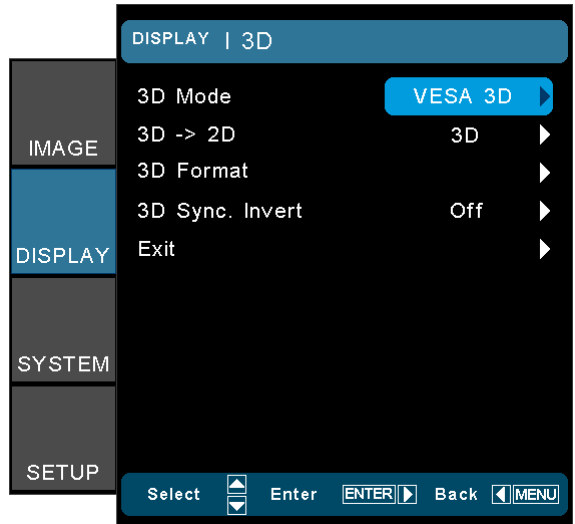 DISPLAY | 3D
3D Mode VESA 3D
3D -> 2D 3D
3D Format
3D Sync. Invert Off
Exit
IMAGE
DISPLAY
SYSTEM
SETUP
Select Enter ENTER Back MENU